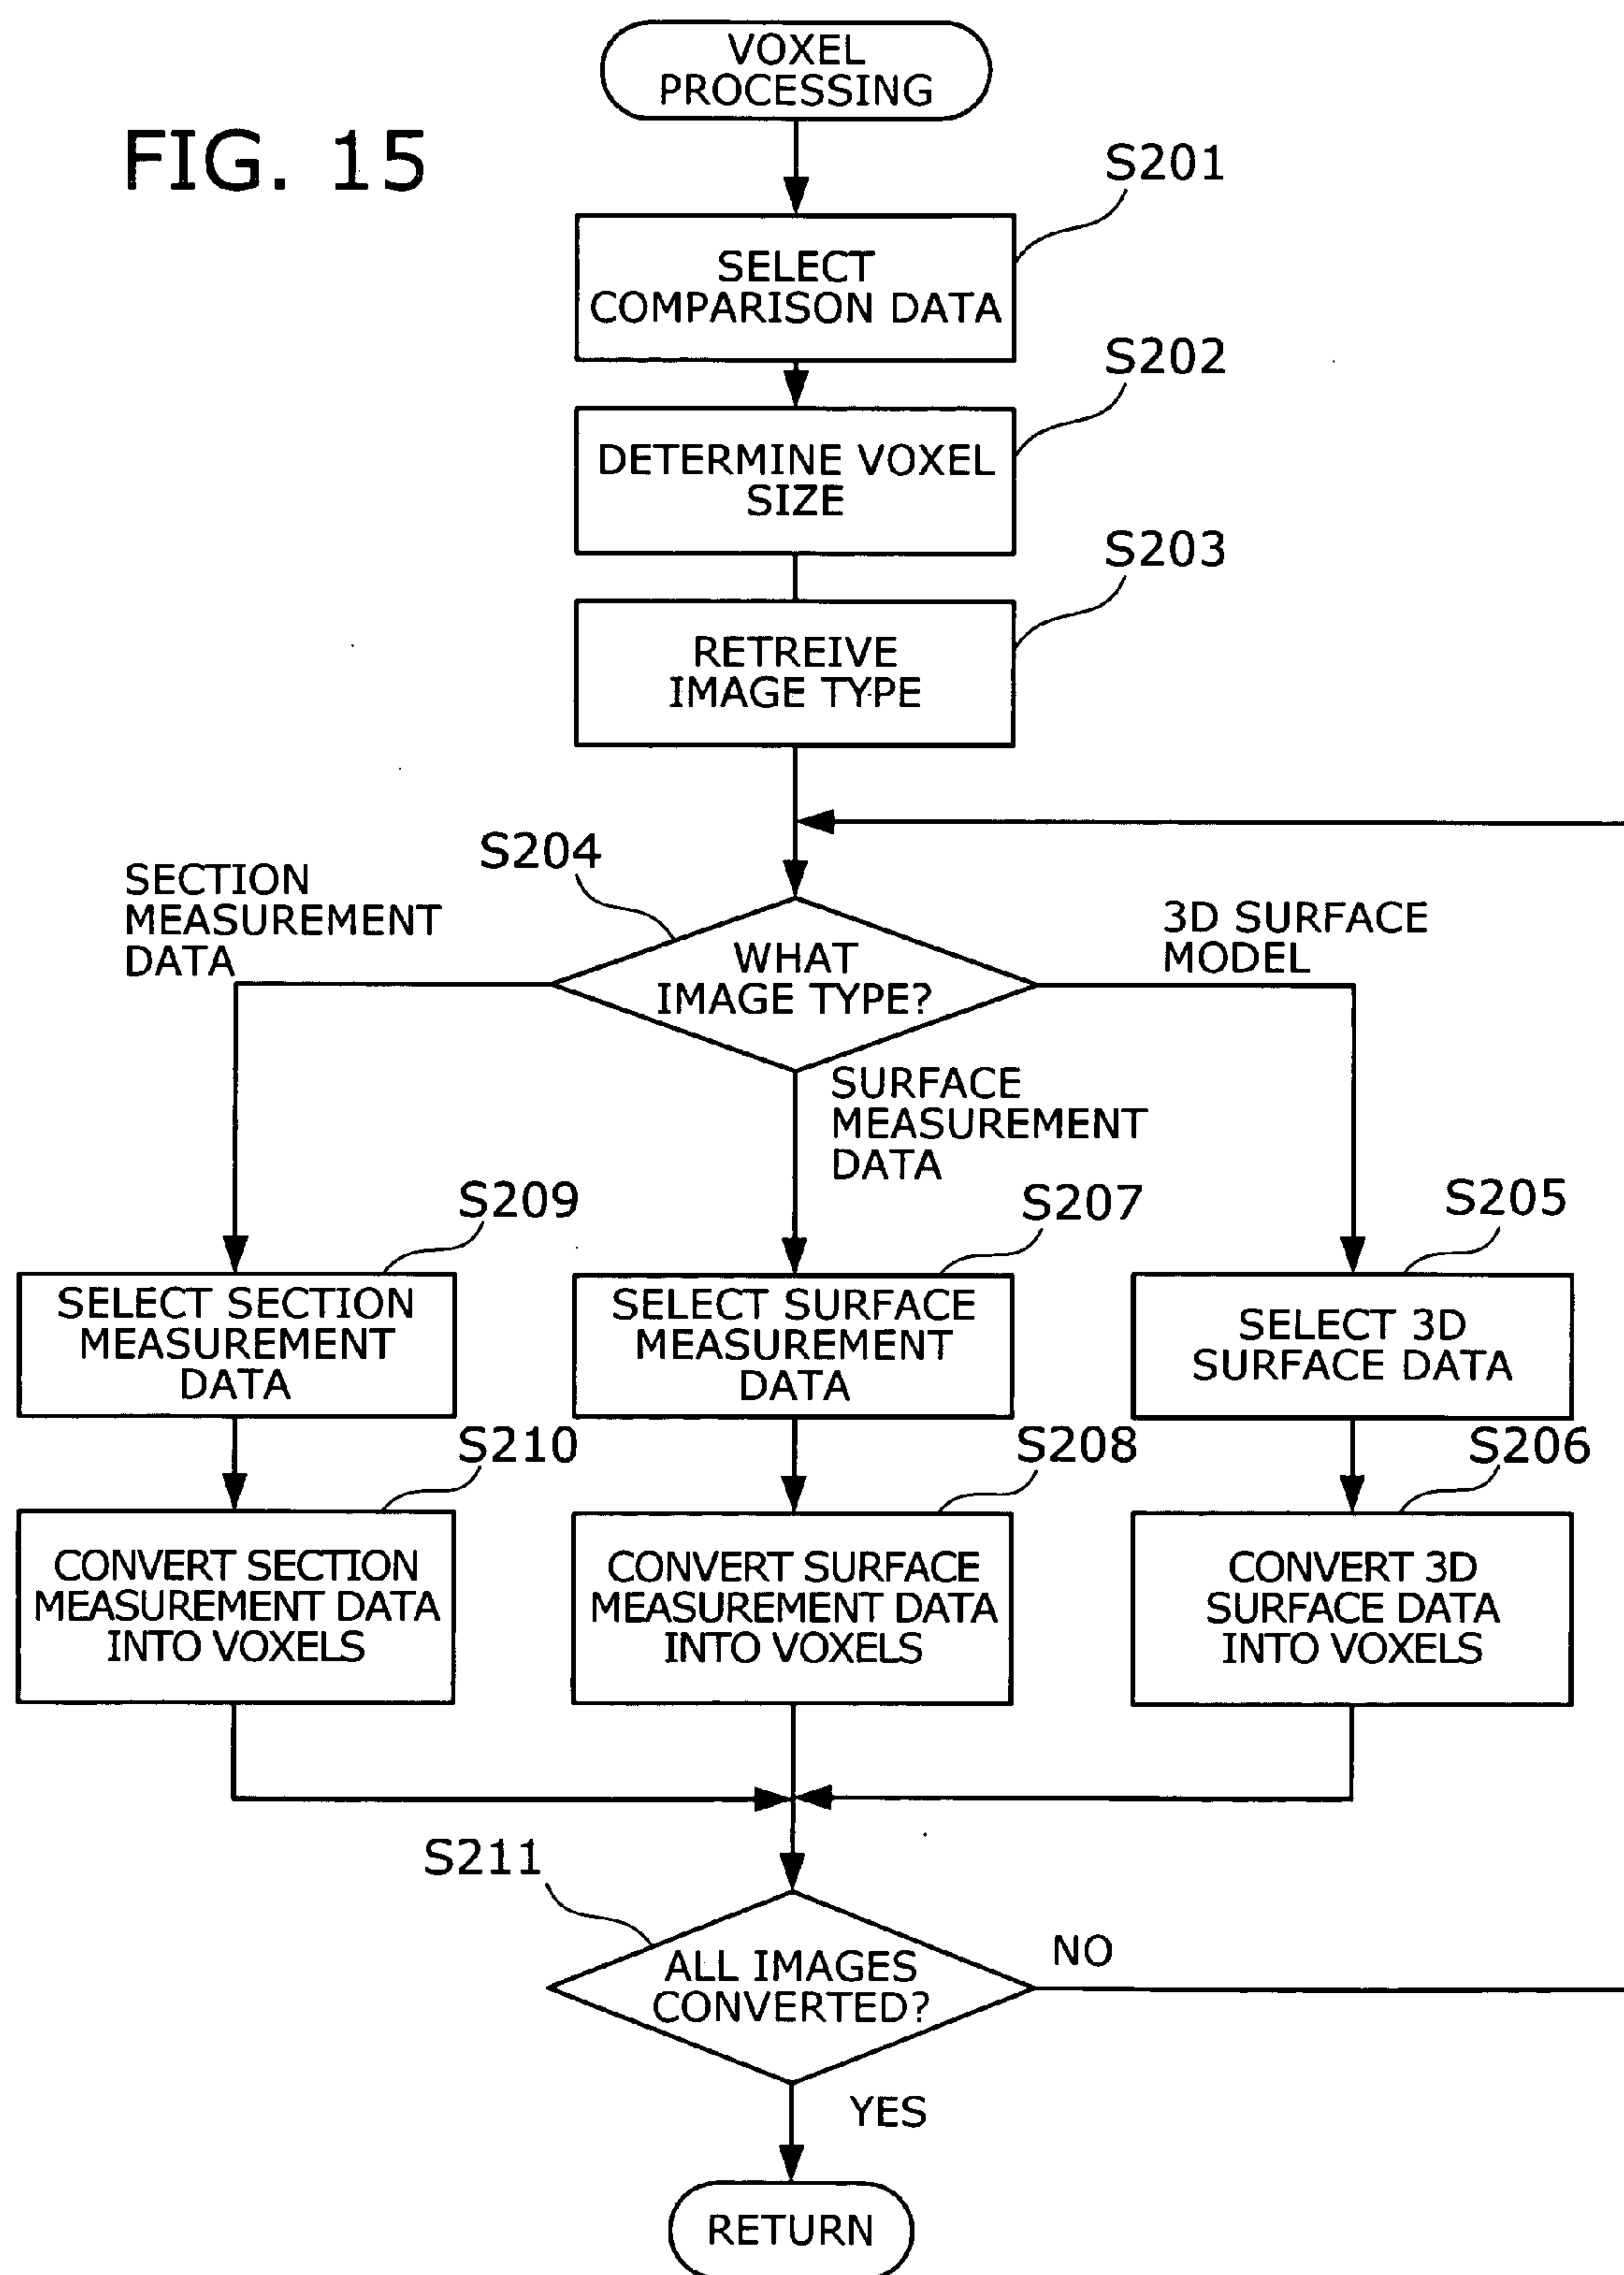 VOXEL
PROCESSING
FIG. 15
S201
SELECT
COMPARISON DATA
S202
DETERMINE VOXEL
SIZE
S203
RETREIVE
IMAGE TYPE
S204
SECTION
MEASUREMENT
DATA
WHAT
IMAGE TYPE?
3D SURFACE
MODEL
SURFACE
MEASUREMENT
DATA
S209
SELECT SECTION
MEASUREMENT
DATA
S207
SELECT SURFACE
MEASUREMENT
DATA
S205
SELECT 3D
SURFACE DATA
S210
CONVERT SECTION
MEASUREMENT DATA
INTO VOXELS
S208
CONVERT SURFACE
MEASUREMENT DATA
INTO VOXELS
S206
CONVERT 3D
SURFACE DATA
INTO VOXELS
S211
ALL IMAGES
CONVERTED?
NO
YES
RETURN